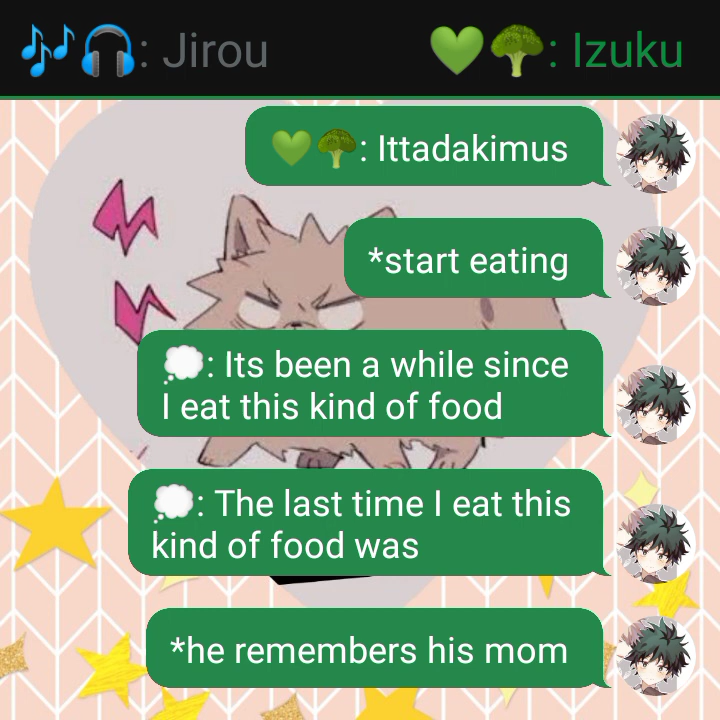 🎶🎧: Jirou
💚🥦: Izuku
💚🥦: Ittadakimus
*start eating
💭: Its been a while since
I eat this kind of food
💭: The last time I eat this
kind of food was
*he remembers his mom